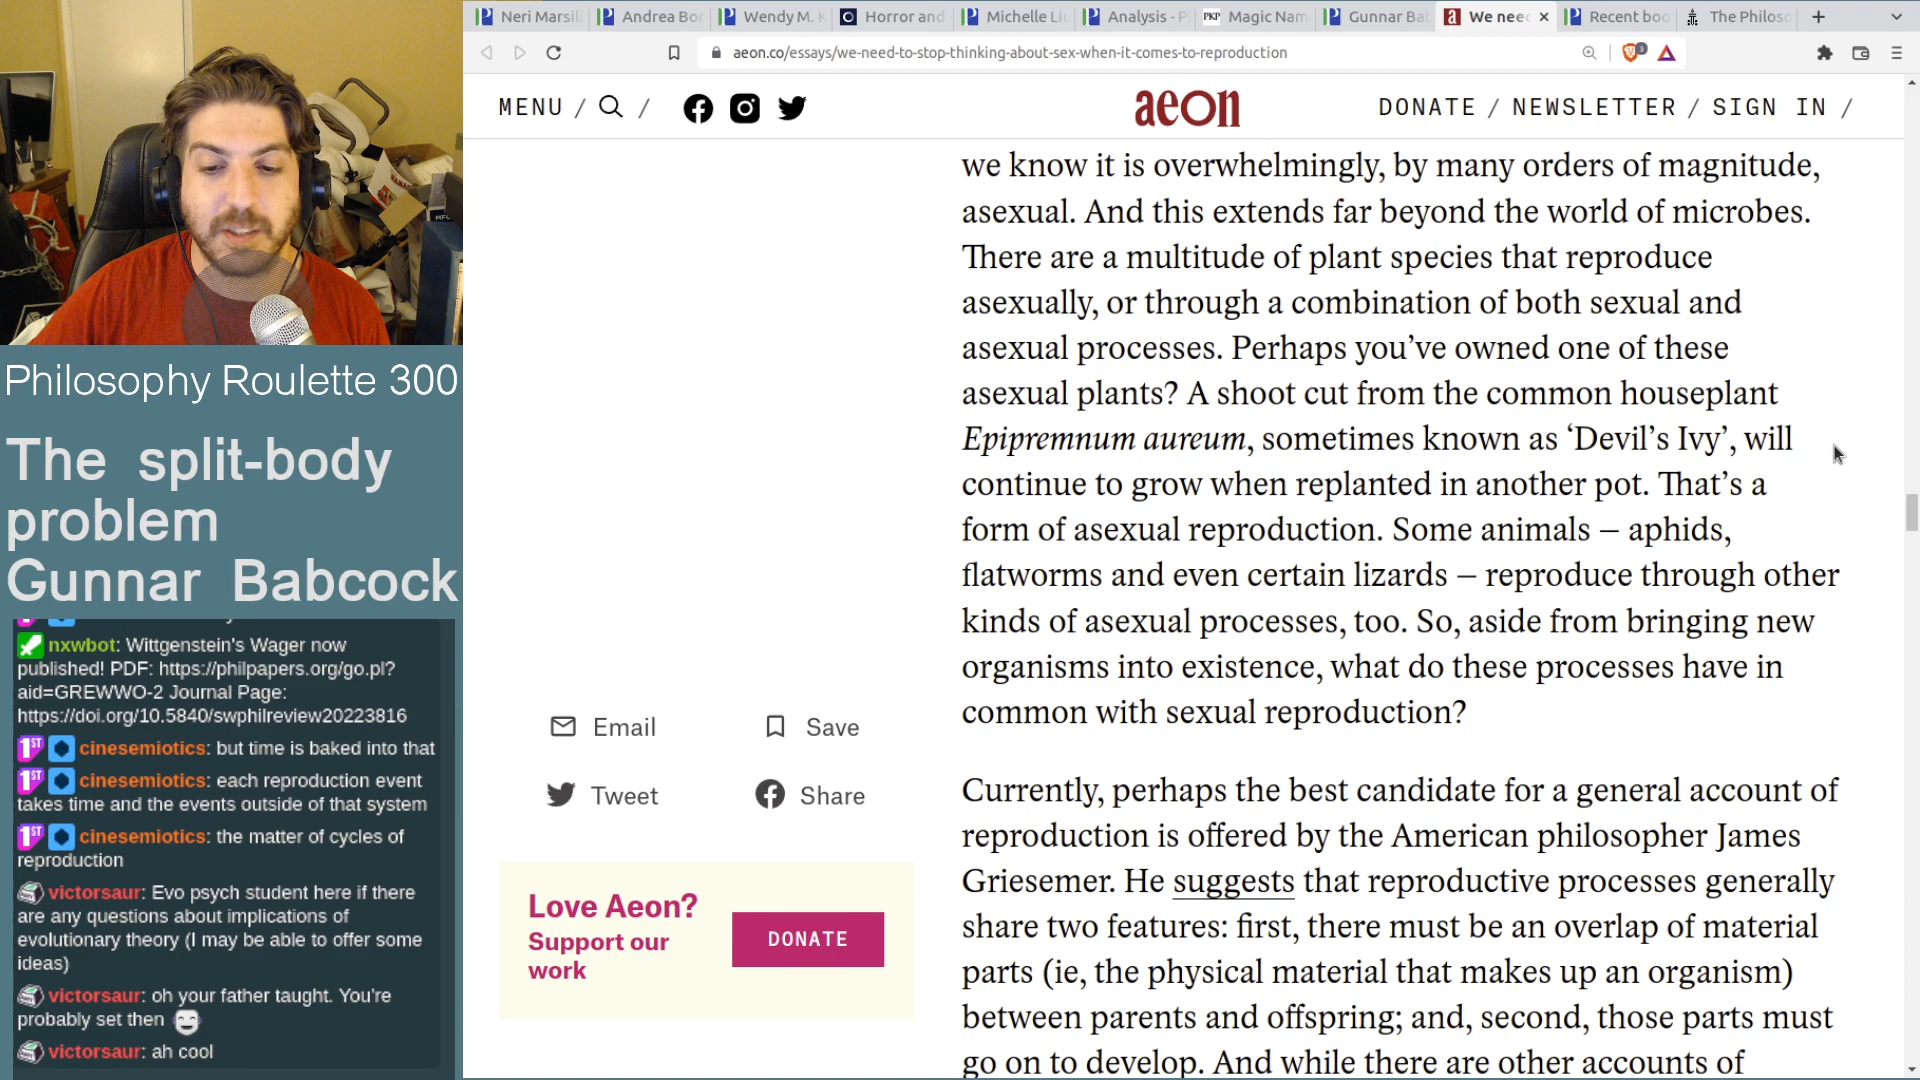 Neri Marsil
Andrea Bor
Wendy M. K
Horror and
Michelle Liu
Analysis - P
PKP Magic Nam
Gunnar Bab
a We nee
Recent boo
The Philoso
aeon.co/essays/we-need-to-stop-thinking-about-sex-when-it-comes-to-reproduction
3
MENU /
/
aeon
DONATE / NEWSLETTER / SIGN IN /
we know it is overwhelmingly, by many orders of magnitude,
asexual. And this extends far beyond the world of microbes.
There are a multitude of plant species that reproduce
asexually, or through a combination of both sexual and
asexual processes. Perhaps you’ve owned one of these
asexual plants? A shoot cut from the common houseplant
Epipremnum aureum, sometimes known as ‘Devil’s Ivy’, will
continue to grow when replanted in another pot. That’s a
form of asexual reproduction. Some animals – aphids,
flatworms and even certain lizards – reproduce through other
kinds of asexual processes, too. So, aside from bringing new
organisms into existence, what do these processes have in
common with sexual reproduction?
Currently, perhaps the best candidate for a general account of
reproduction is offered by the American philosopher James
Griesemer. He suggests that reproductive processes generally
share two features: first, there must be an overlap of material
parts (ie, the physical material that makes up an organism)
between parents and offspring; and, second, those parts must
go on to develop. And while there are other accounts of
Email
Save
Tweet
Share
Love Aeon?
Support our
work
DONATE
Philosophy Roulette 300
The split-body
problem
Gunnar Babcock
nxwbot: Wittgenstein's Wager now
published! PDF: https://philpapers.org/go.pl?
aid=GREWWO-2 Journal Page:
https://doi.org/10.5840/swphilreview20223816
1ST cinesemiotics: but time is baked into that
1ST cinesemiotics: each reproduction event
takes time and the events outside of that system
1ST cinesemiotics: the matter of cycles of
reproduction
victorsaur: Evo psych student here if there
are any questions about implications of
evolutionary theory (I may be able to offer some
ideas)
victorsaur: oh your father taught. You're
probably set then
victorsaur: ah cool